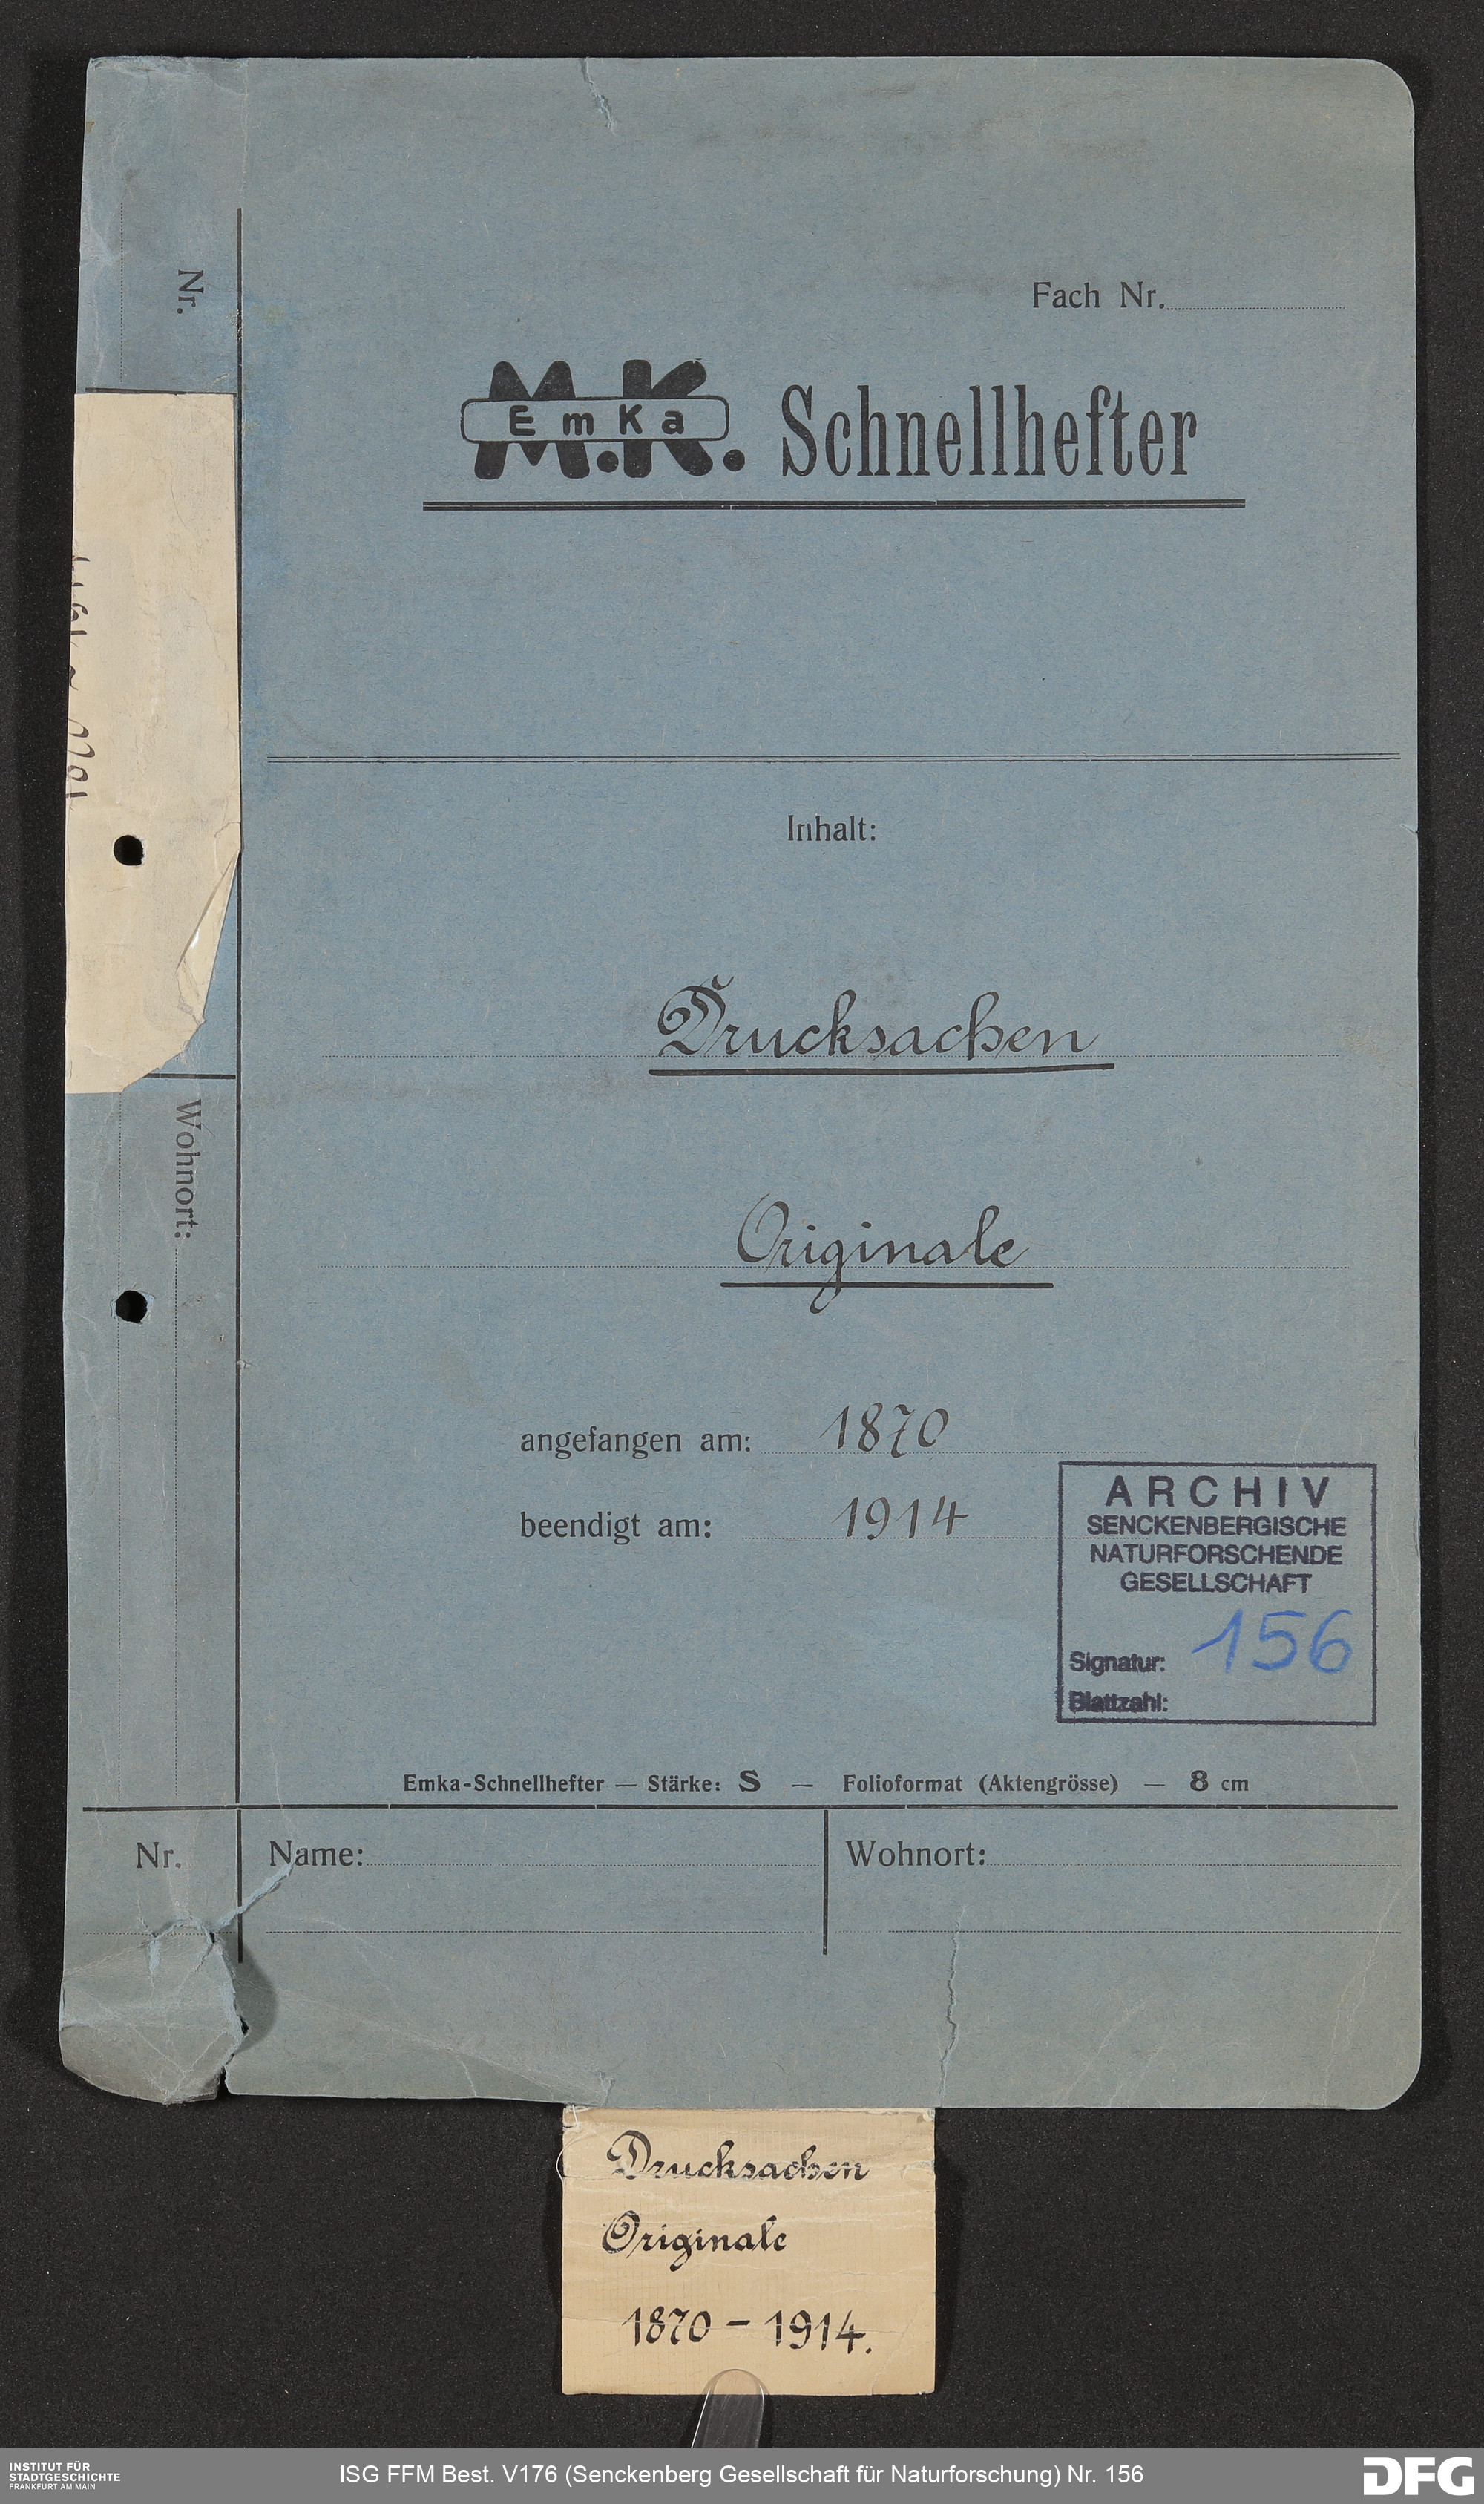 Nr.
Fach Nr.
M.K.
EmKa
Schnellhefter
Inhalt:
Drucksachen
Originale
Wohnort:
angefangen am: 1870
beendigt am: 1914
ARCHIV
SENCKENBERGISCHE
NATURFORSCHENDE
GESELLSCHAFT
Signatur: 156
Blattzahl:
Emka-Schnellhefter — Stärke: S — Folioformat (Aktengrösse) — 8 cm
Nr. Name: Wohnort:
Drucksachen
Originale
1870 – 1914.
INSTITUT FÜR
STADTGESCHICHTE
FRANKFURT AM MAIN
ISG FFM Best. V176 (Senckenberg Gesellschaft für Naturforschung) Nr. 156
DFG